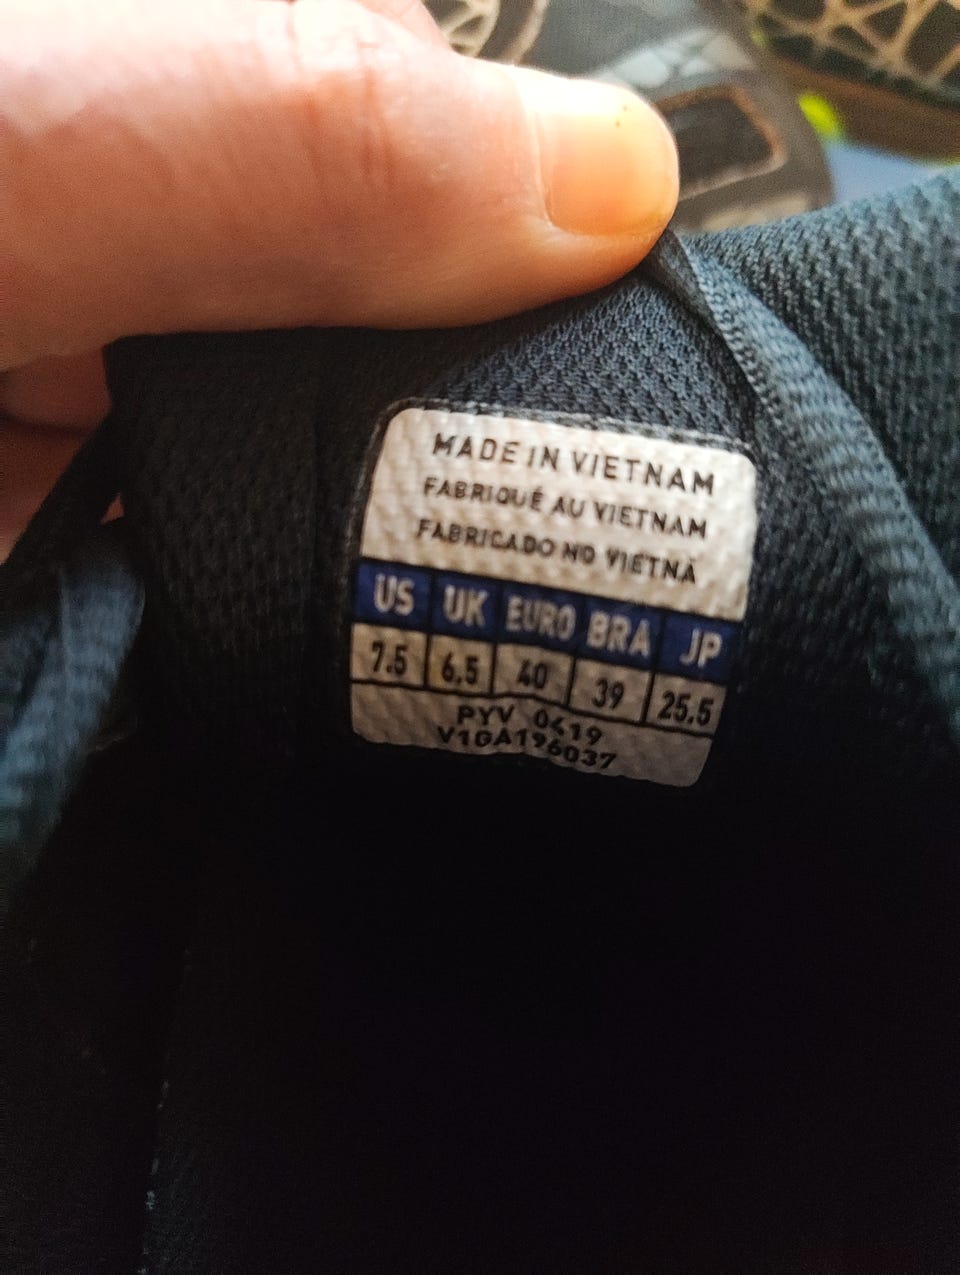 MADE IN VIETNAM
FABRIQUÉ AU VIETNAM
FABRICADO NO VIETNÃ
US UK EURO BRA JP
7.5 6.5 40 39 25.5
PYV 0419
V1GA196037